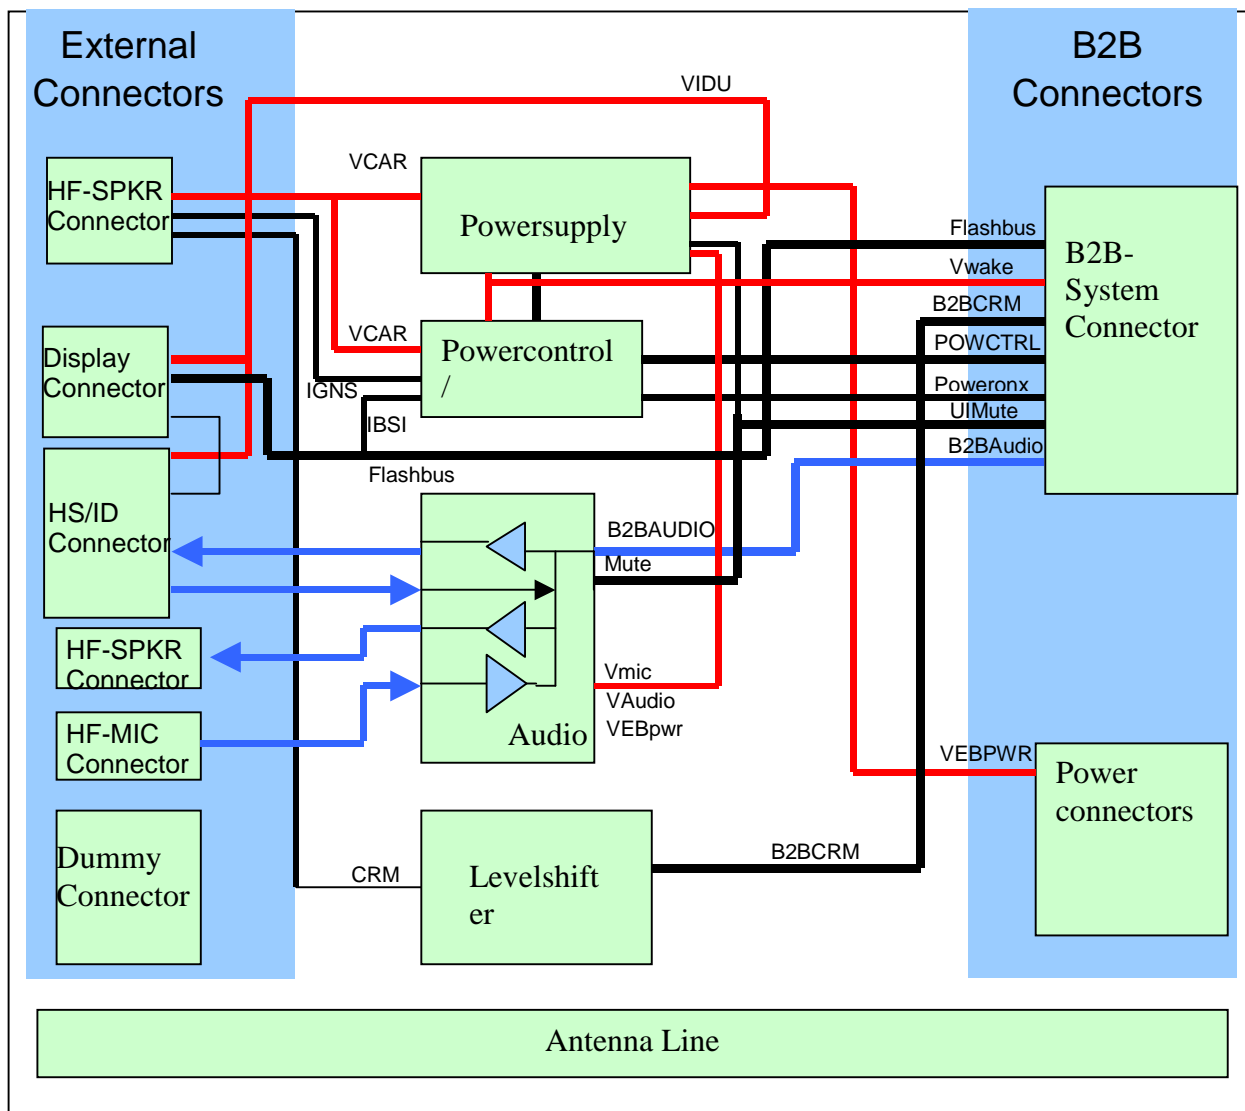 External
Connectors
B2B
Connectors
VIDU
VCAR
HF-SPKR
Connector
Powersupply
Flashbus
Vwake
B2BCRM
POWCTRL
Poweronx
UIMute
B2BAudio
B2B-
System
Connector
VCAR
Powercontrol
/
IGNS
IBSI
Display
Connector
Flashbus
HS/ID
Connector
B2BAUDIO
Mute
HF-SPKR
Connector
Vmic
VAudio
VEBpwr
Audio
HF-MIC
Connector
VEBPWR
Power
connectors
Dummy
Connector
CRM
Levelshift
er
B2BCRM
Antenna Line